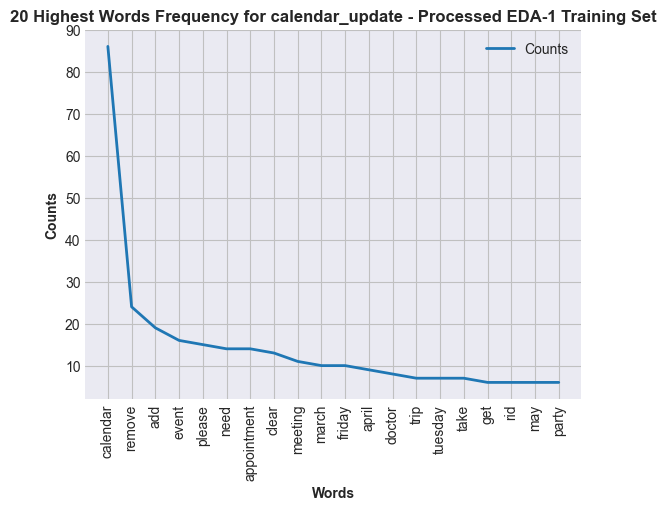 20 Highest Words Frequency for calendar_update - Processed EDA-1 Training Set
Counts
90
80
70
60
50
40
30
20
10
Counts
calendar
remove
add
event
please
need
appointment
clear
meeting
march
friday
april
doctor
trip
tuesday
take
get
rid
may
party
Words